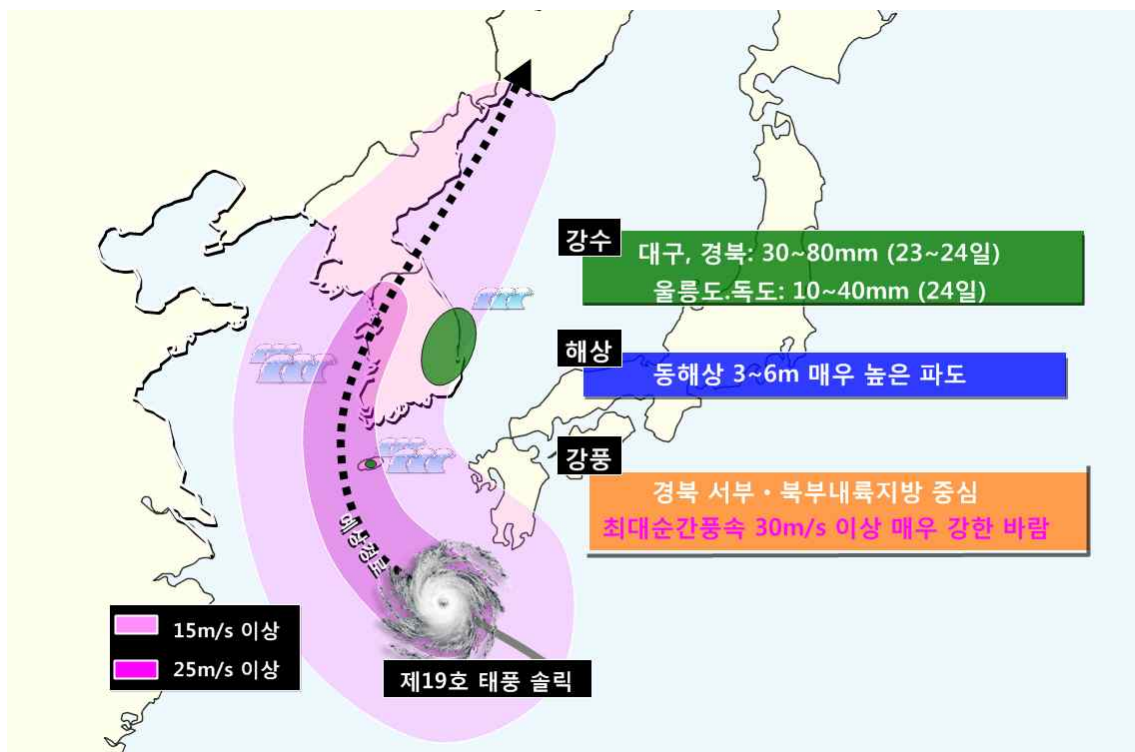 강수
대구, 경북: 30~80mm (23~24일)
울릉도.독도: 10~40mm (24일)
해상
동해상 3~6m 매우 높은 파도
강풍
경북 서부·북부내륙지방 중심
최대순간풍속 30m/s 이상 매우 강한 바람
예상경로
15m/s 이상
25m/s 이상
제19호 태풍 솔릭